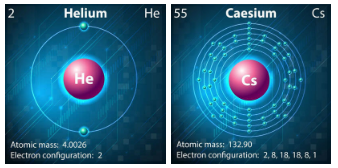 2 Helium He
He
Atomic mass: 4.0026
Electron configuration: 2
55 Caesium Cs
Cs
Atomic mass: 132.90
Electron configuration: 2, 8, 18, 18, 8, 1